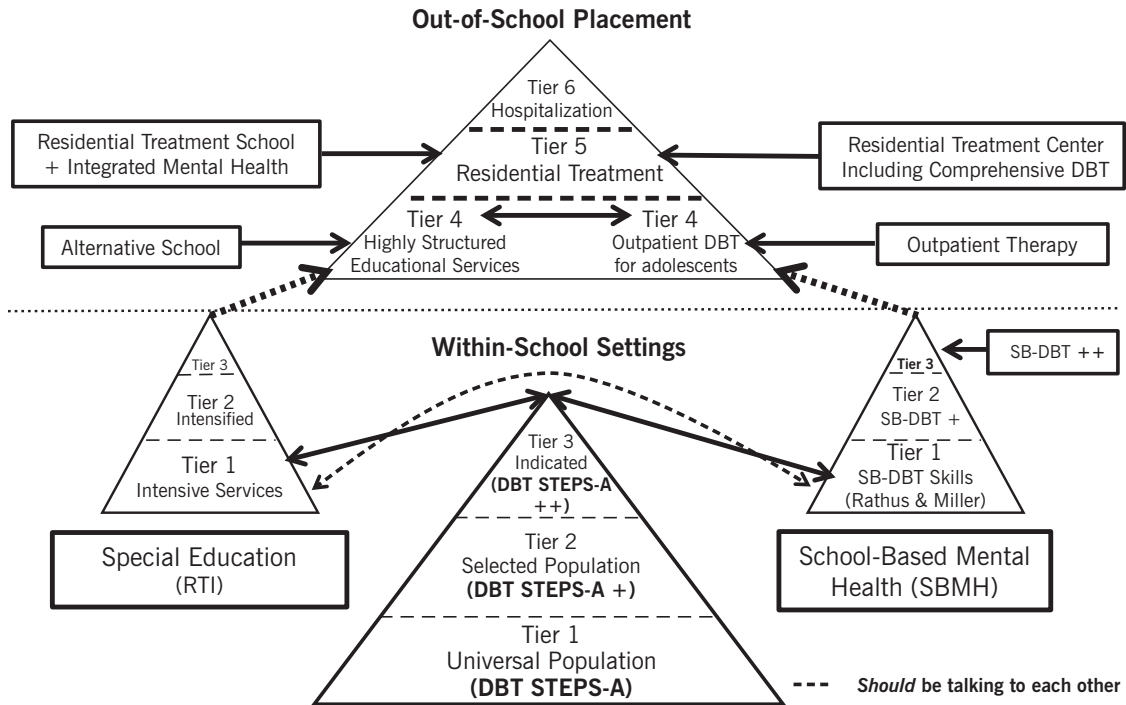 Out-of-School Placement
Tier 6
Hospitalization
Residential Treatment School
+ Integrated Mental Health
Tier 5
Residential Treatment
Residential Treatment Center
Including Comprehensive DBT
Alternative School
Tier 4
Highly Structured
Educational Services
Tier 4
Outpatient DBT
for adolescents
Outpatient Therapy
Within-School Settings
Tier 3
Tier 2
Intensified
Tier 1
Intensive Services
Special Education
(RTI)
Tier 3
Indicated
(DBT STEPS-A
++)
Tier 2
Selected Population
(DBT STEPS-A +)
Tier 1
Universal Population
(DBT STEPS-A)
SB-DBT ++
Tier 3
Tier 2
SB-DBT +
Tier 1
SB-DBT Skills
(Rathus & Miller)
School-Based Mental
Health (SBMH)
Should be talking to each other